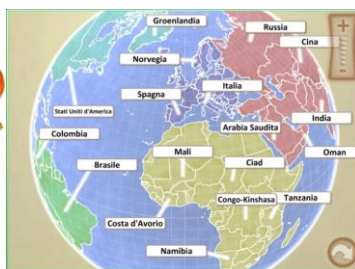 Groenlandia
Russia
Cina
Norvegia
Italia
Spagna
Stati Uniti d'America
India
Arabia Saudita
Colombia
Oman
Mali
Brasile
Ciad
Congo-Kinshasa
Tanzania
Costa d'Avorio
Namibia